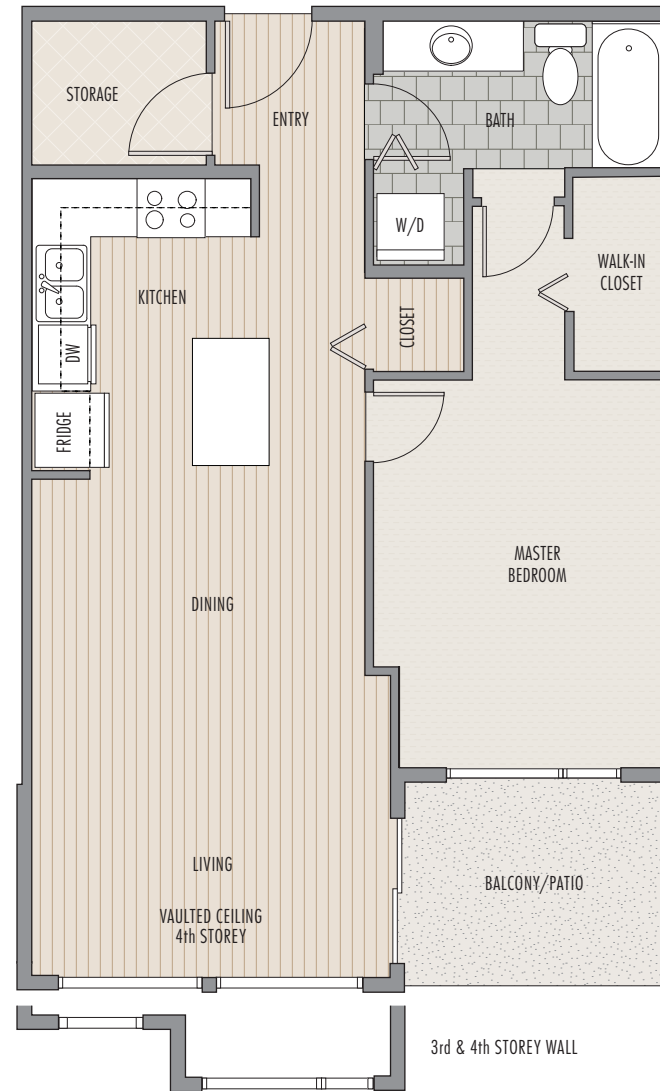 STORAGE
ENTRY
BATH
W/D
WALK-IN
CLOSET
KITCHEN
CLOSET
DW
FRIDGE
MASTER
BEDROOM
DINING
LIVING
VAULTED CEILING
4th STOREY
BALCONY/PATIO
3rd & 4th STOREY WALL